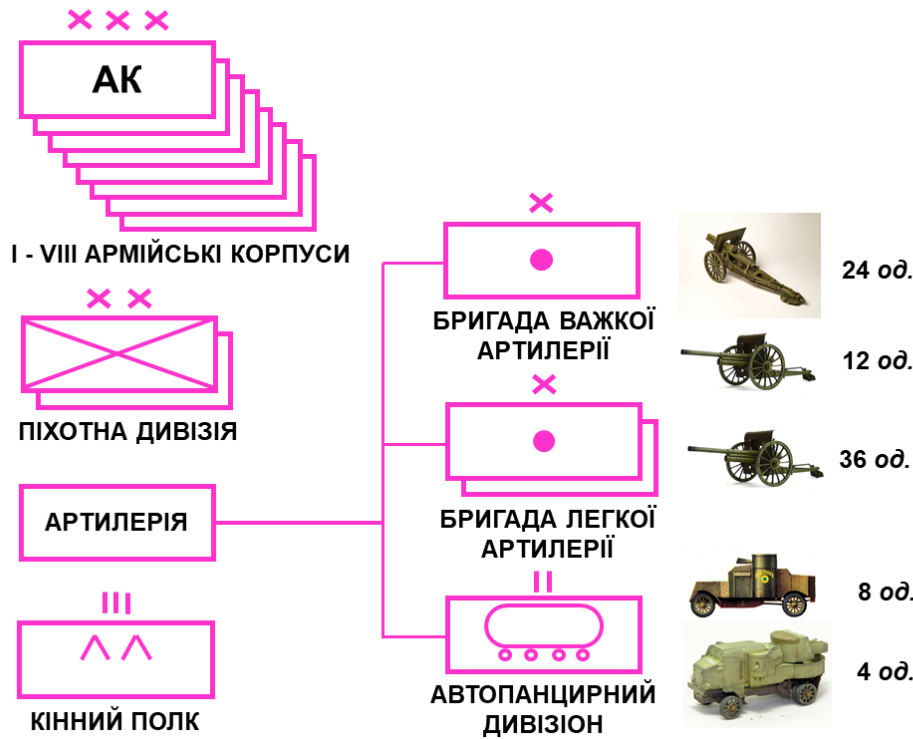 АК
I - VIII АРМІЙСЬКІ КОРПУСИ
ПІХОТНА ДИВІЗІЯ
АРТИЛЕРІЯ
КІННИЙ ПОЛК
БРИГАДА ВАЖКОЇ
АРТИЛЕРІЇ
24 од.
12 од.
БРИГАДА ЛЕГКОЇ
АРТИЛЕРІЇ
36 од.
АВТОПАНЦИРНИЙ
ДИВІЗІОН
8 од.
4 од.